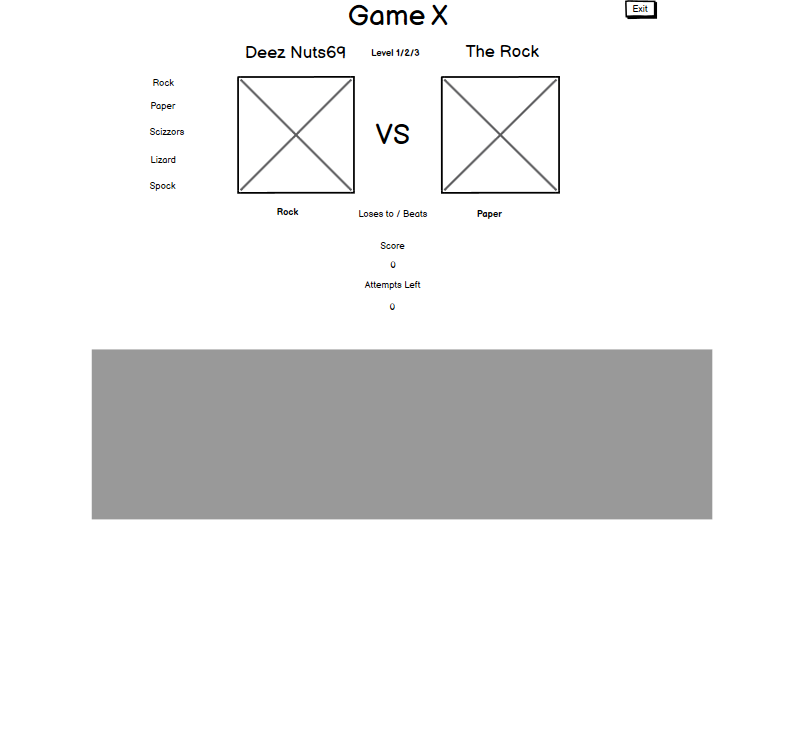 Game X
Exit
Deez Nuts69
Level 1/2/3
The Rock
Rock
Paper
Scizzors
Lizard
Spock
VS
Rock
Loses to / Beats
Paper
Score
0
Attempts Left
0